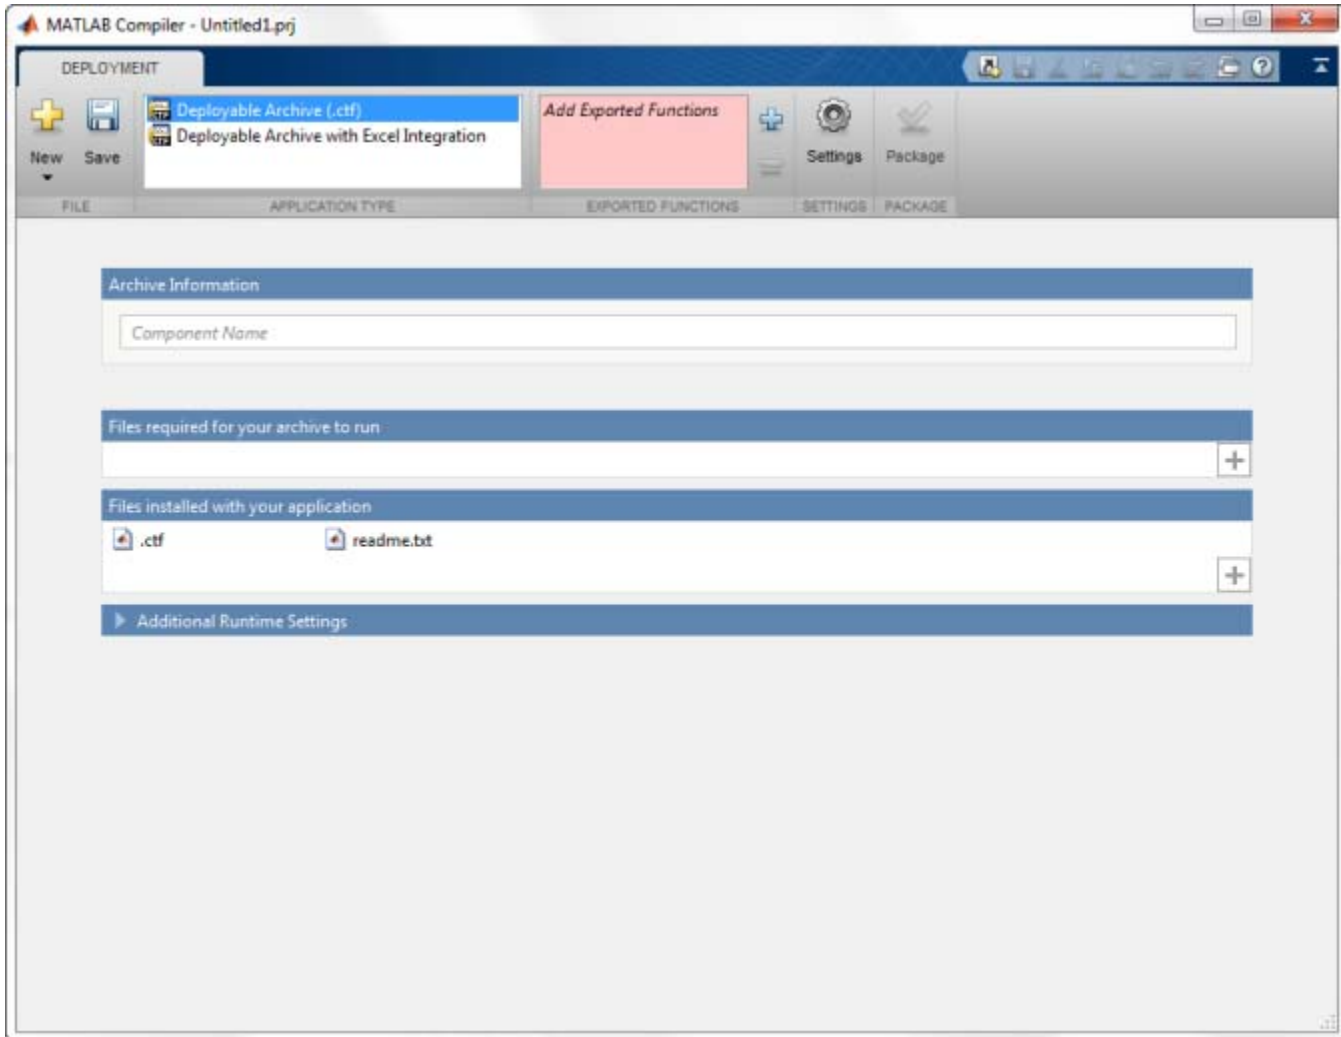 MATLAB Compiler - Untitled1.prj
DEPLOYMENT
New
Save
Deployable Archive (.ctf)
Deployable Archive with Excel Integration
Add Exported Functions
Settings
Package
FILE
APPLICATION TYPE
EXPORTED FUNCTIONS
SETTINGS
PACKAGE
Archive Information
Component Name
Files required for your archive to run
Files installed with your application
.ctf
readme.txt
Additional Runtime Settings